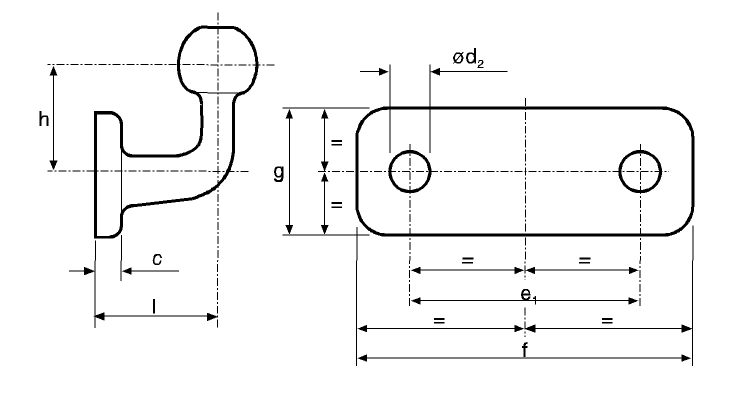 ød₂
h
=
g
=
c
= =
e₁
l
= =
f